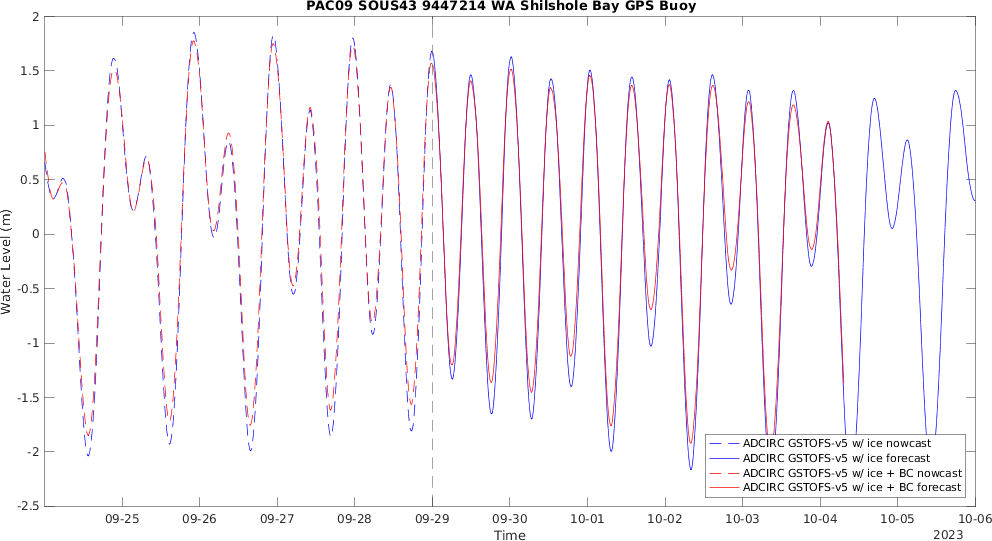 PAC09 SOUS43 9447214 WA Shilshole Bay GPS Buoy
2
1.5
1
0.5
0
-0.5
-1
-1.5
-2
-2.5
Water Level (m)
09-25 09-26 09-27 09-28 09-29 09-30 10-01 10-02 10-03 10-04 10-05 10-06
Time
2023
ADCIRC GSTOFS-v5 w/ ice nowcast
ADCIRC GSTOFS-v5 w/ ice forecast
ADCIRC GSTOFS-v5 w/ ice + BC nowcast
ADCIRC GSTOFS-v5 w/ ice + BC forecast